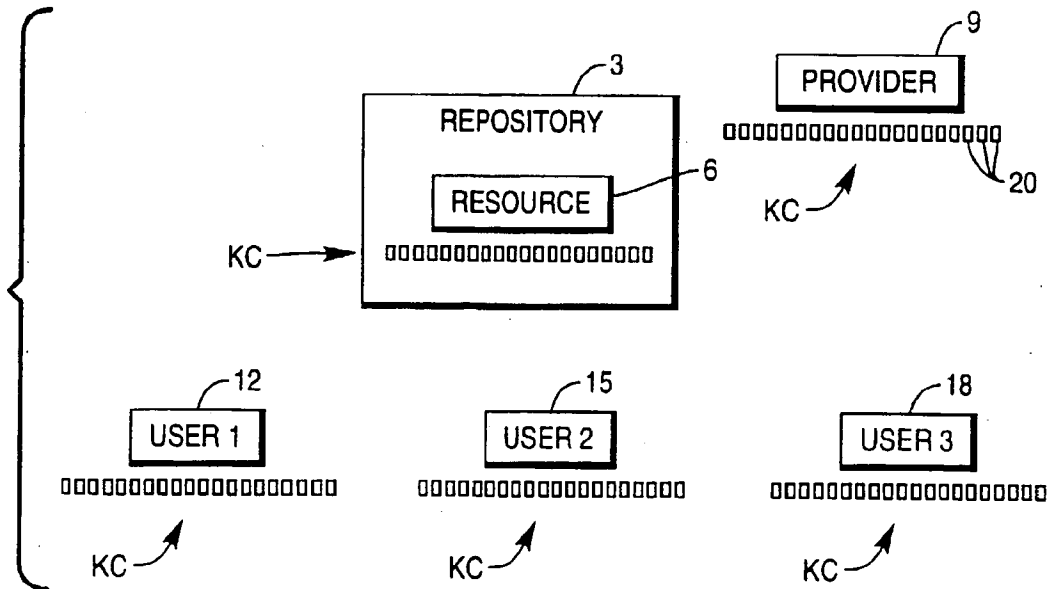 9
PROVIDER
3
REPOSITORY
6
RESOURCE
20
KC
KC
12
USER 1
15
USER 2
18
USER 3
KC
KC
KC